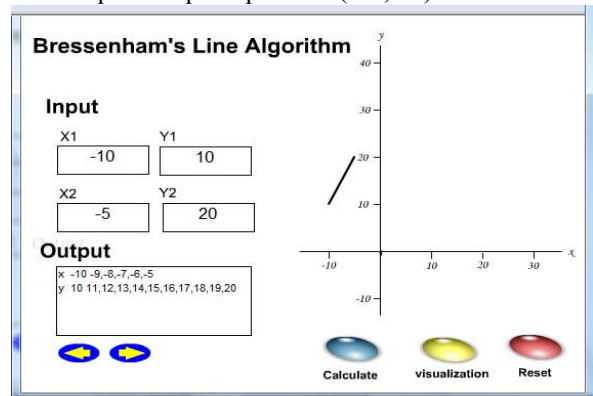 Bressenham's Line Algorithm
Input
X1 Y1
-10 10
X2 Y2
-5 20
Output
x -10 -9,-8,-7,-6,-5
y 10 11,12,13,14,15,16,17,18,19,20
y
40
30
20
10
-10 10 20 30 x
-10
Calculate visualization Reset